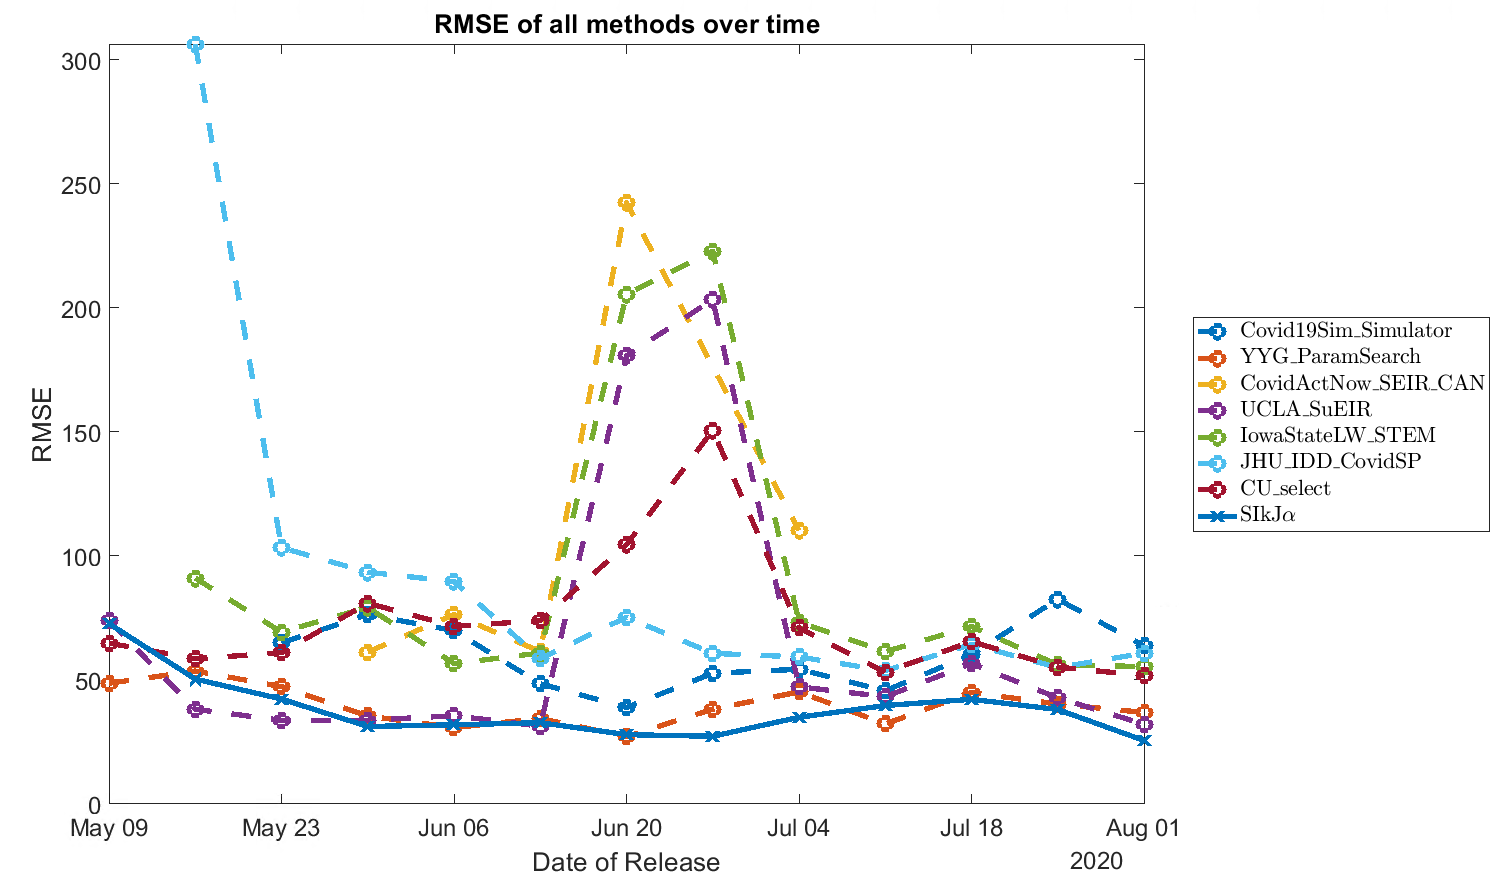 RMSE of all methods over time
300
250
200
150
100
50
0
RMSE
May 09
May 23
Jun 06
Jun 20
Jul 04
Jul 18
Aug 01
Date of Release
2020
Covid19Sim_Simulator
YYG_ParamSearch
CovidActNow_SEIR_CAN
UCLA_SuEIR
IowaStateLW_STEM
JHU_IDD_CovidSP
CU_select
SIkJα